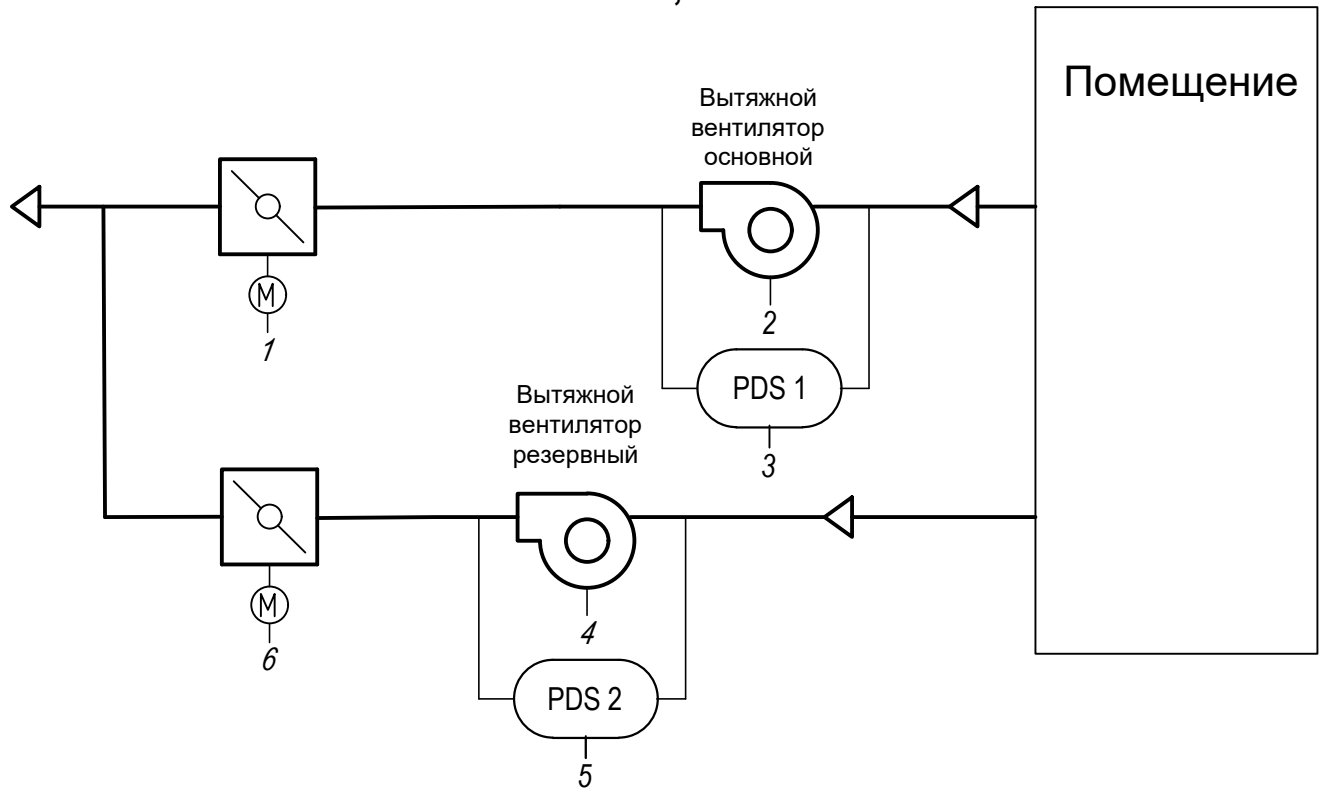 Помещение
Вытяжной
вентилятор
основной
M
1
2
PDS 1
3
Вытяжной
вентилятор
резервный
M
6
4
PDS 2
5